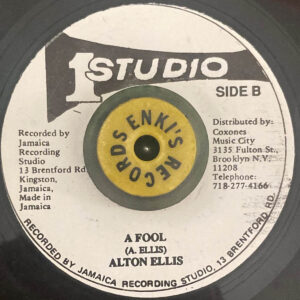 1 STUDIO
SIDE B
Recorded by
Jamaica
Recording
Studio
13 Brentford Rd
Kingston,
Jamaica,
Made in
Jamaica
ENKI'S
RECORDS
Distributed by:
Coxones
Music City
3135 Fulton St.,
Brooklyn N.Y.
11208
Telephone:
718-277-4166
A FOOL
(A. ELLIS)
ALTON ELLIS
RECORDED BY JAMAICA RECORDING STUDIO, 13 BRENTFORD RD.